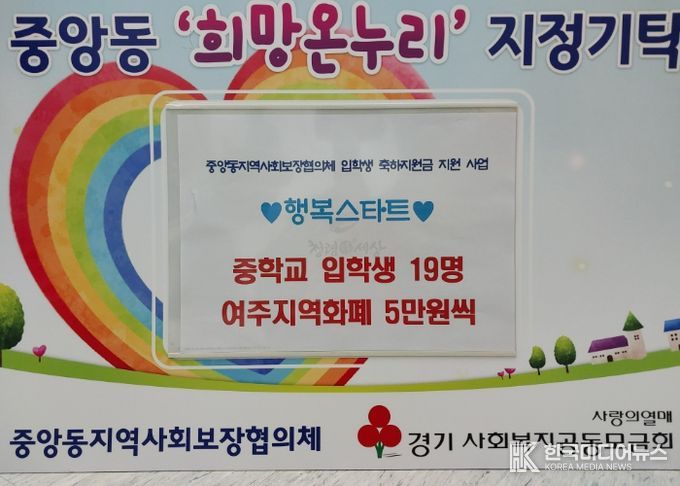 중앙동 '희망온누리' 지정기탁
중앙동지역사회보장협의체 입학생 축하지원금 지원 사업
♥행복스타트♥
중학교 입학생 19명
여주지역화폐 5만원씩
중앙동지역사회보장협의체
사랑의열매
경기 사회복지공동모금회
한국미디어뉴스
KOREA MEDIA NEWS